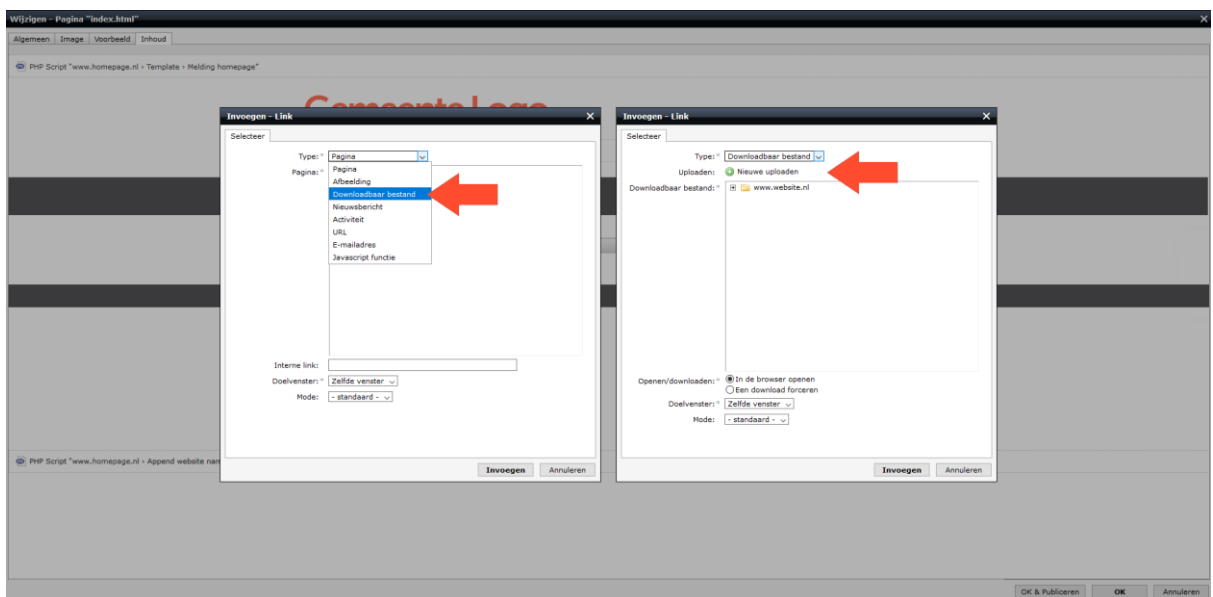 Wijzigen - Pagina "index.html"
Algemeen Image Voorbeeld Inhoud
PHP Script "www.homepage.nl › Template › Melding homepage"
Gemeente Logo
Invoegen - Link
Selecteer
Type:* Pagina
Pagina:*
Pagina
Afbeelding
Downloadbaar bestand
Nieuwsbericht
Activiteit
URL
E-mailadres
Javascript functie
Interne link:
Doelvenster:* Zelfde venster
Mode: - standaard -
Invoegen Annuleren
Invoegen - Link
Selecteer
Type:* Downloadbaar bestand
Uploaden: Nieuwe uploaden
Downloadbaar bestand:* www.website.nl
Openen/downloaden:* In de browser openen
Een download forceren
Doelvenster:* Zelfde venster
Mode: - standaard -
Invoegen Annuleren
PHP Script "www.homepage.nl › Append website nam
OK & Publiceren OK Annuleren